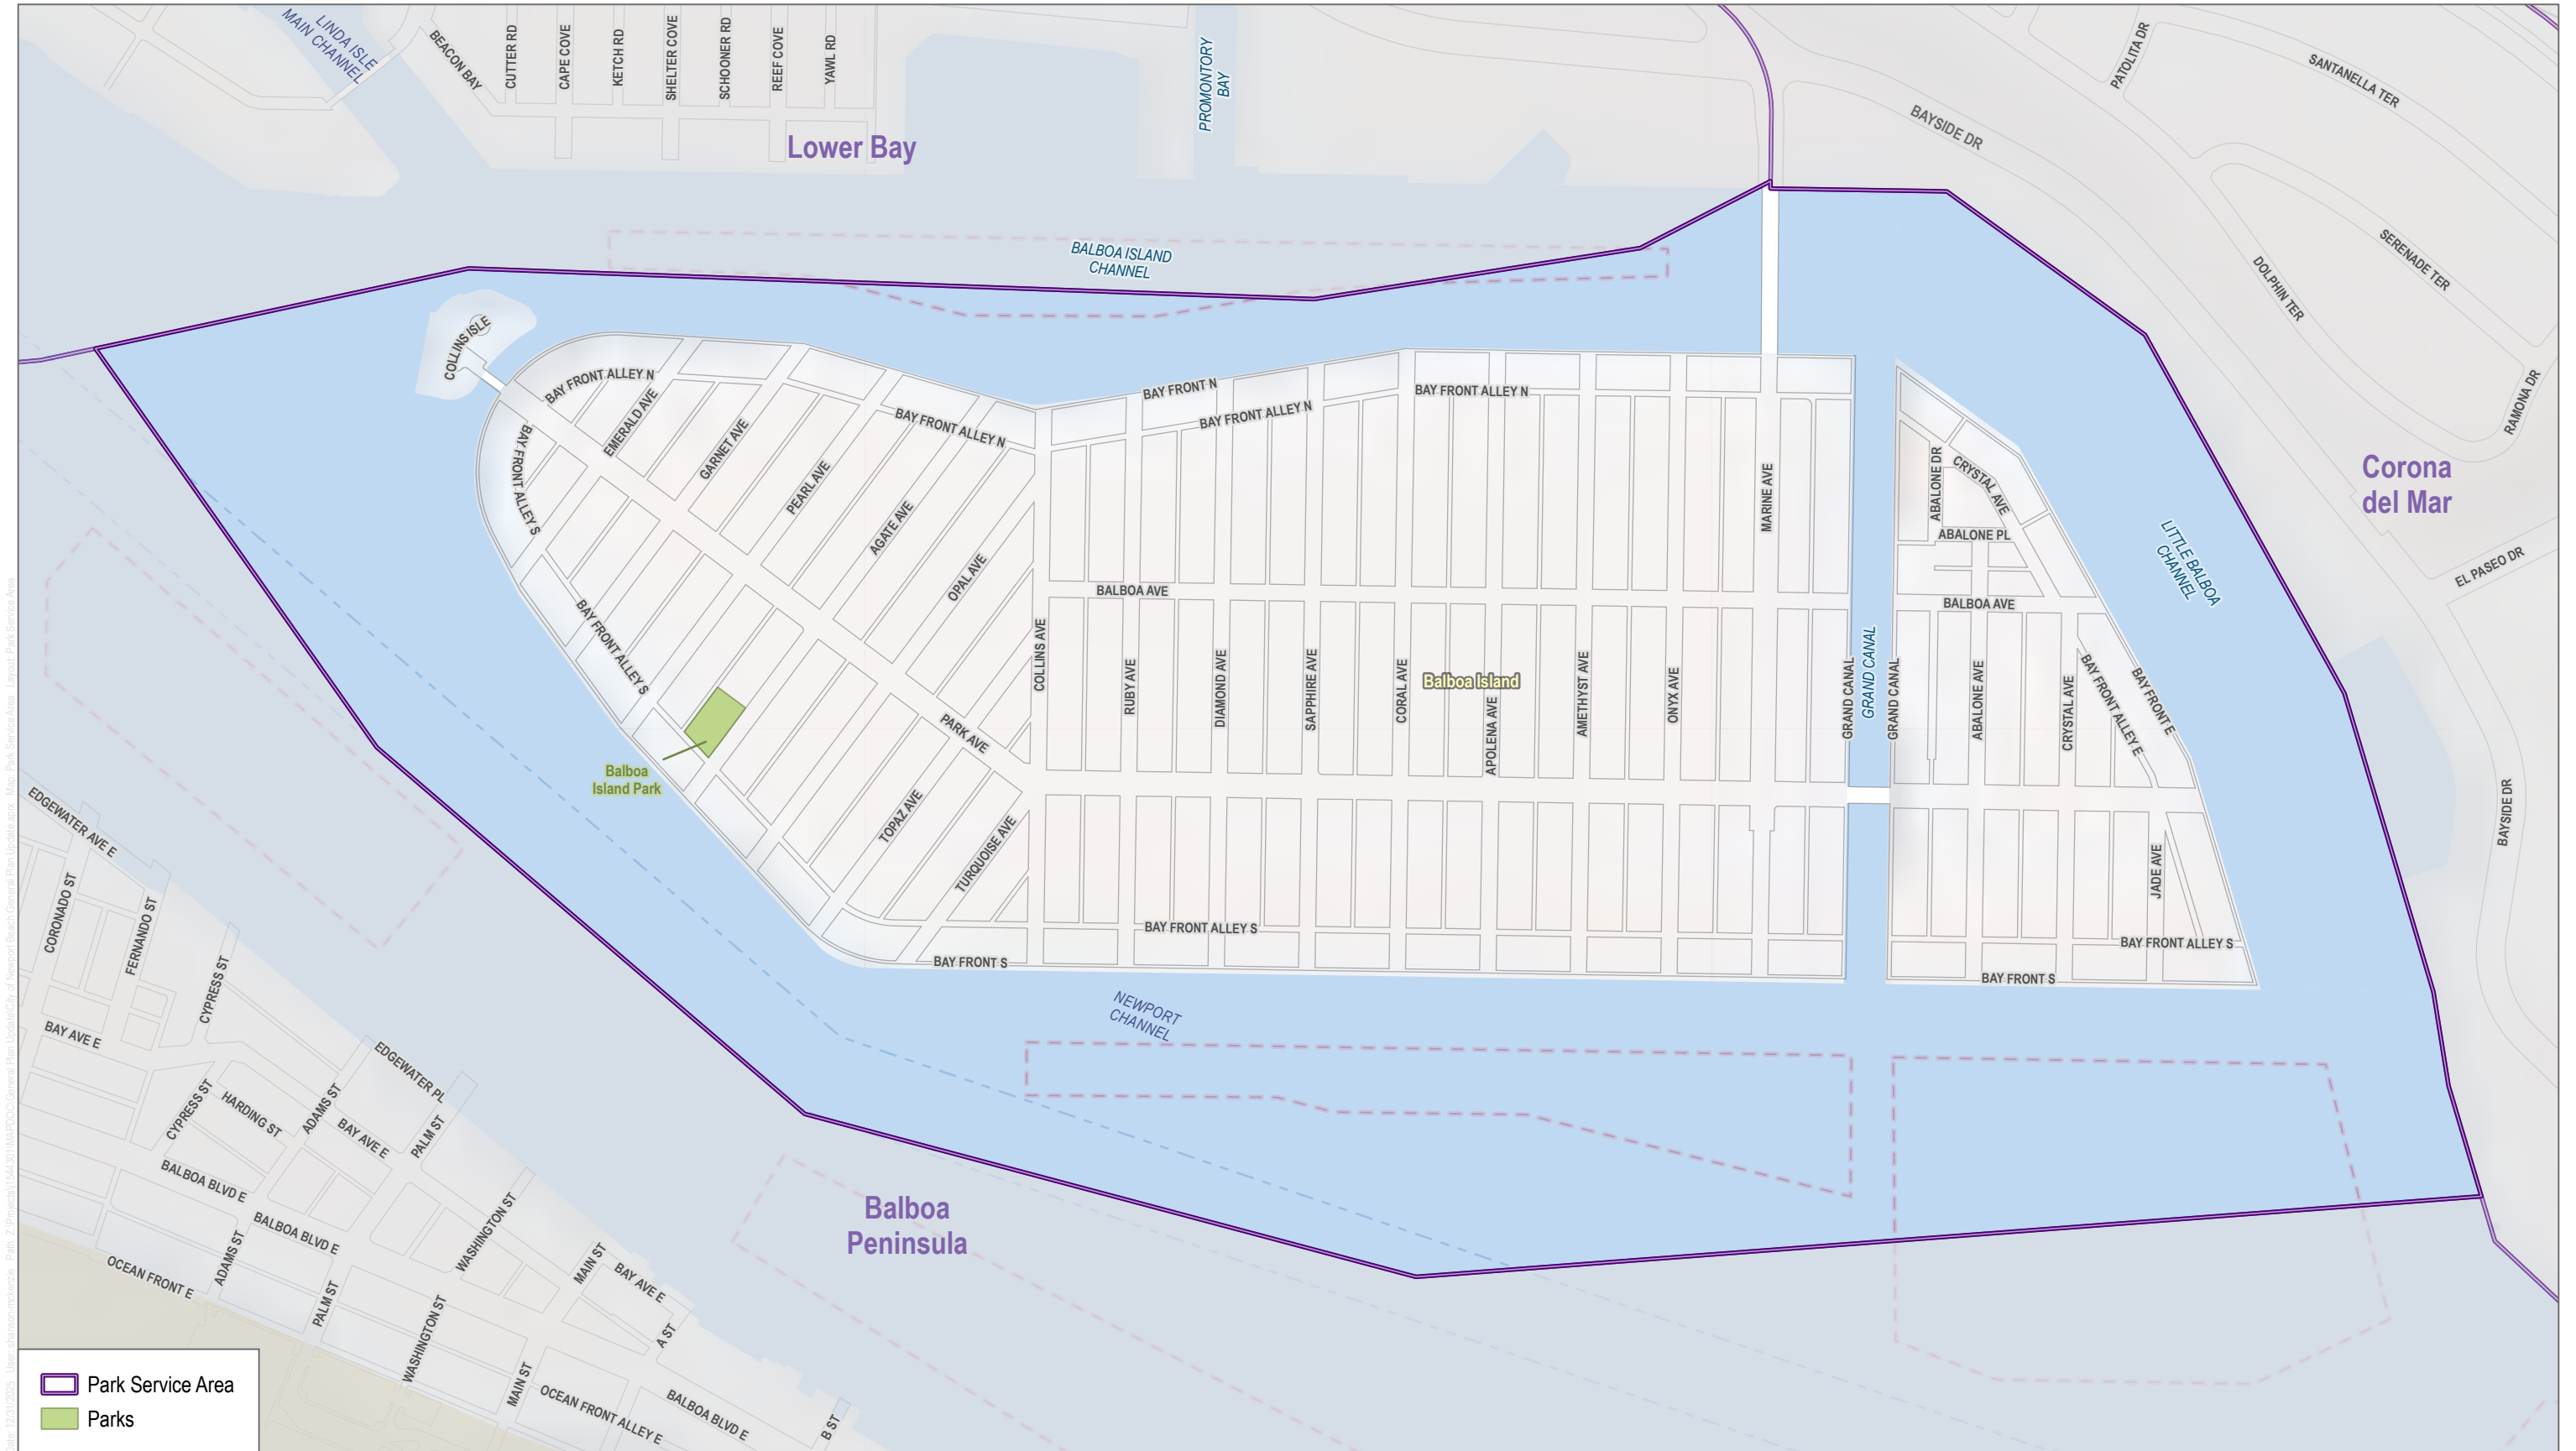 LINDA ISLE
MAIN CHANNEL
BEACON BAY
CUTTER RD
CAPE COVE
KETCH RD
SHELTER COVE
SCHOONER RD
REEF COVE
YAWL RD
PROMONTORY
BAY
PATOLITA DR
SANTANELLA TER
BAYSIDE DR
Lower Bay
SERENADE TER
DOLPHIN TER
RAMONA DR
BALBOA ISLAND
CHANNEL
COLLINS ISLE
BAY FRONT ALLEY N
EMERALD AVE
GARNET AVE
BAY FRONT ALLEY S
PEARL AVE
AGATE AVE
OPAL AVE
BAY FRONT ALLEY N
BAY FRONT N
BAY FRONT ALLEY N
BAY FRONT ALLEY N
MARINE AVE
ABALONE DR
CRYSTAL AVE
ABALONE PL
Corona
del Mar
LITTLE BALBOA
CHANNEL
EL PASEO DR
BALBOA AVE
BALBOA AVE
BAY FRONT ALLEY S
COLLINS AVE
RUBY AVE
DIAMOND AVE
SAPPHIRE AVE
CORAL AVE
Balboa Island
APOLENA AVE
AMETHYST AVE
ONYX AVE
GRAND CANAL
GRAND CANAL
GRAND CANAL
ABALONE AVE
CRYSTAL AVE
BAY FRONT ALLEY E
BAY FRONT E
PARK AVE
Balboa
Island Park
TOPAZ AVE
TURQUOISE AVE
JADE AVE
BAYSIDE DR
BAY FRONT ALLEY S
BAY FRONT ALLEY S
BAY FRONT S
BAY FRONT S
NEWPORT
CHANNEL
EDGEWATER AVE E
CORONADO ST
FERNANDO ST
CYPRESS ST
BAY AVE E
EDGEWATER PL
CYPRESS ST
HARDING ST
ADAMS ST
BAY AVE E
PALM ST
BALBOA BLVD E
BALBOA BLVD E
WASHINGTON ST
ADAMS ST
OCEAN FRONT E
PALM ST
MAIN ST
BAY AVE E
WASHINGTON ST
A ST
MAIN ST
OCEAN FRONT ALLEY E
BALBOA BLVD E
B ST
Balboa
Peninsula
Park Service Area
Parks